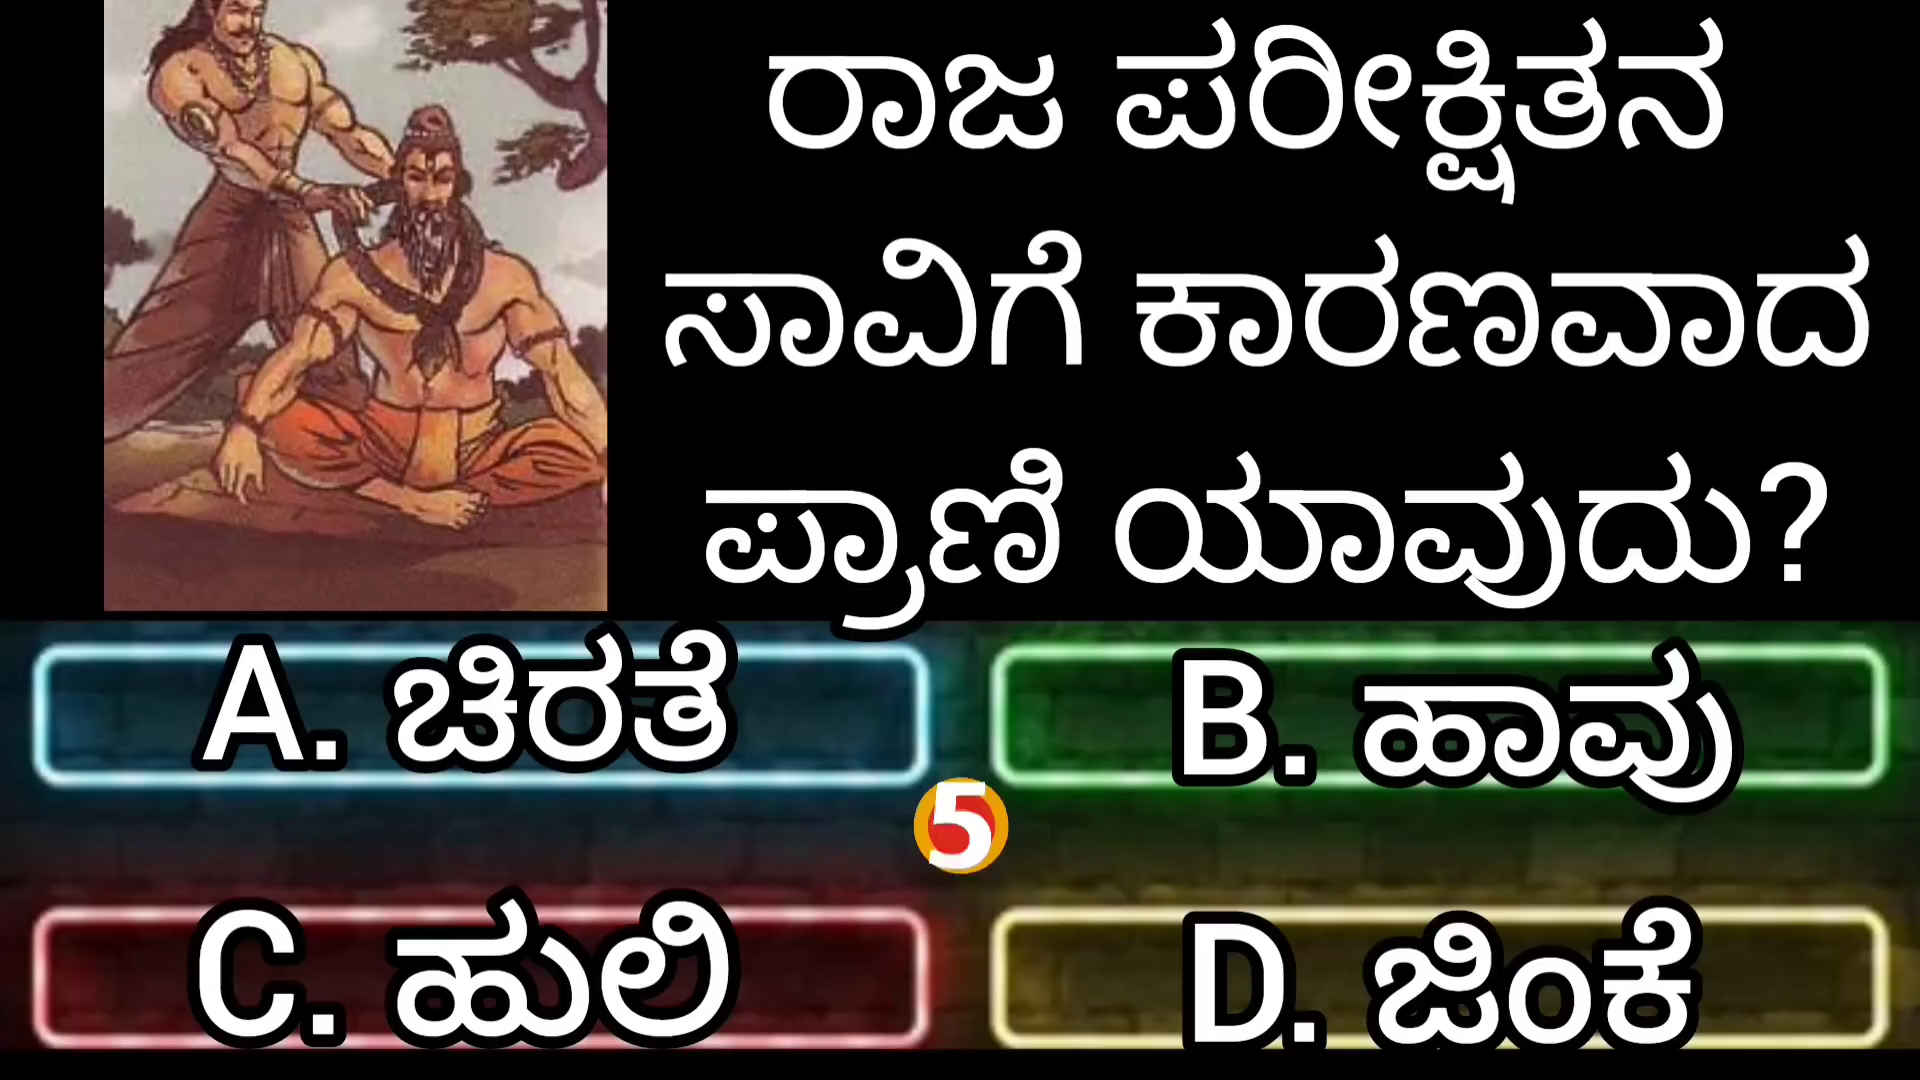 ರಾಜ ಪರೀಕ್ಷಿತನ
ಸಾವಿಗೆ ಕಾರಣವಾದ
ಪ್ರಾಣಿ ಯಾವುದು?
A. ಚಿರತೆ
B. ಹಾವು
5
C. ಹುಲಿ
D. ಜಿಂಕೆ